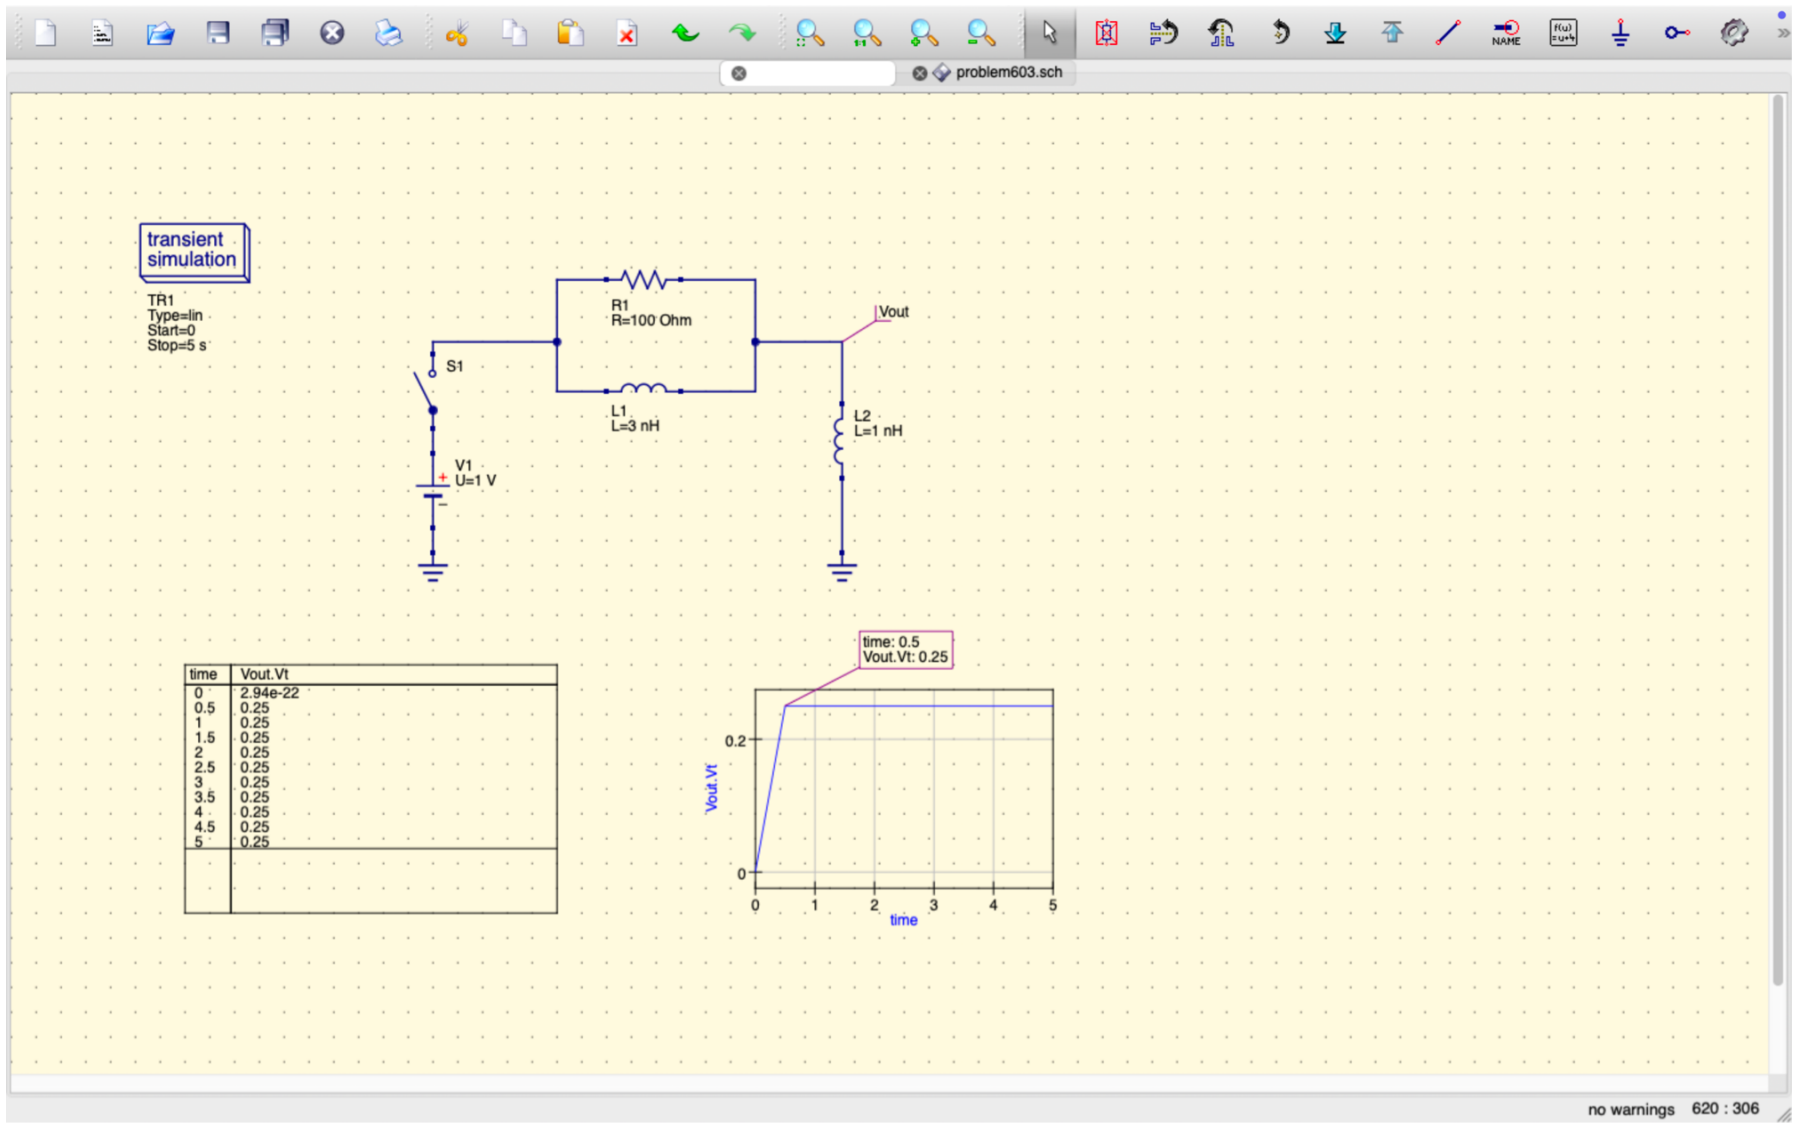 NAME
f(u)
=u+4
1:1
problem603.sch
transient
simulation
TR1
Type=lin
Start=0
Stop=5 s
R1
R=100 Ohm
Vout
S1
L1
L=3 nH
L2
L=1 nH
V1
U=1 V
+
−
time Vout.Vt
0 2.94e-22
0.5 0.25
1 0.25
1.5 0.25
2 0.25
2.5 0.25
3 0.25
3.5 0.25
4 0.25
4.5 0.25
5 0.25
time: 0.5
Vout.Vt: 0.25
0.2
0
Vout.Vt
0 1 2 3 4 5
time
no warnings 620 : 306